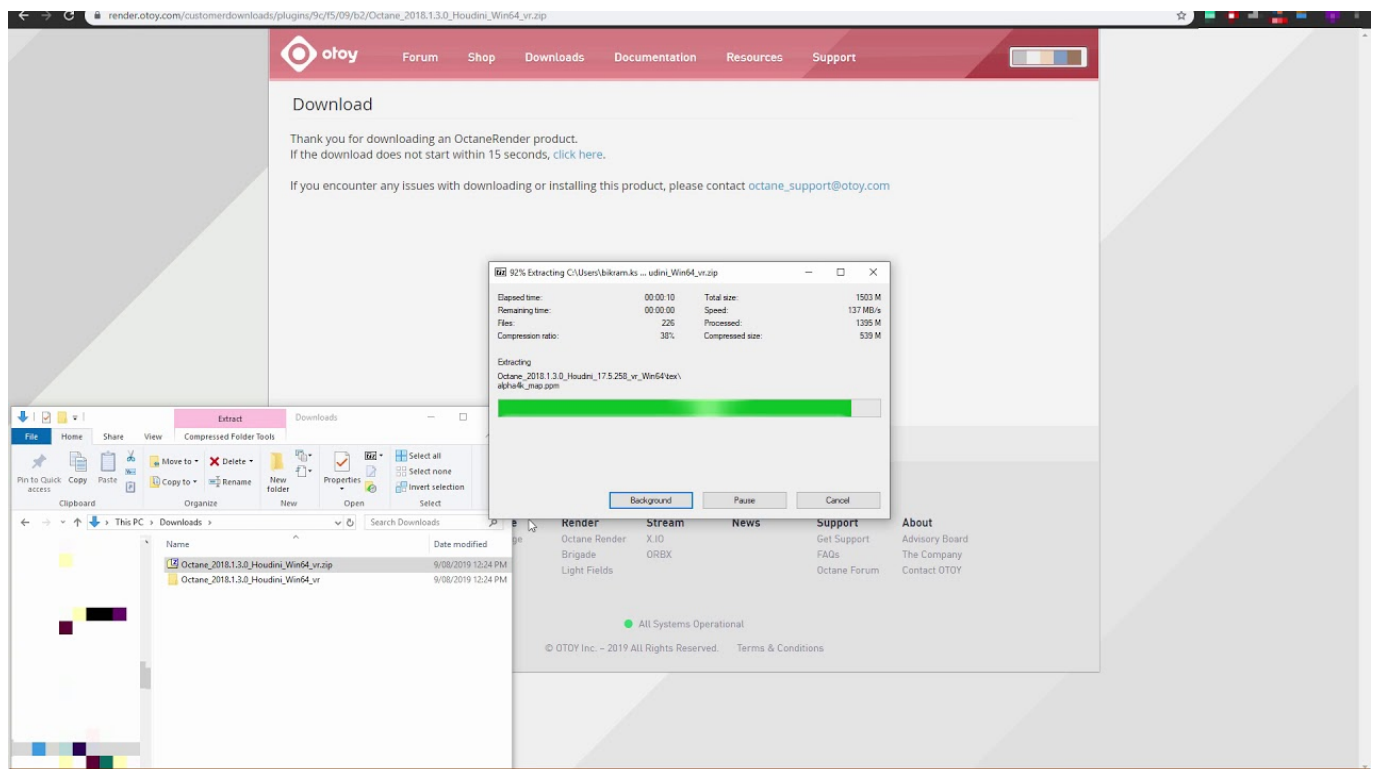 render.otoy.com/customerdownloads/plugins/9c/f5/09/b2/Octane_2018.1.3.0_Houdini_Win64_vr.zip
otoy Forum Shop Downloads Documentation Resources Support
Download
Thank you for downloading an OctaneRender product.
If the download does not start within 15 seconds, click here.
If you encounter any issues with downloading or installing this product, please contact octane_support@otoy.com
92% Extracting C:\Users\bikram.ks ... udini_Win64_vr.zip
Elapsed time: 00:00:10 Total size: 1503 M
Remaining time: 00:00:00 Speed: 137 MB/s
Files: 226 Processed: 1395 M
Compression ratio: 38% Compressed size: 539 M
Extracting
Octane_2018.1.3.0_Houdini_17.5.258_vr_Win64\tex\
alpha4k_map.ppm
Background Pause Cancel
Extract Downloads
File Home Share View Compressed Folder Tools
Pin to Quick access
Copy
Paste
Move to
Copy to
Delete
Rename
New folder
Properties
Select all
Select none
Invert selection
Clipboard Organize New Open Select
This PC > Downloads > Search Downloads
Name Date modified
Octane_2018.1.3.0_Houdini_Win64_vr.zip 9/08/2019 12:24 PM
Octane_2018.1.3.0_Houdini_Win64_vr 9/08/2019 12:24 PM
Render Stream News Support About
Octane Render X.IO Get Support Advisory Board
Brigade ORBX FAQs The Company
Light Fields Octane Forum Contact OTOY
All Systems Operational
© OTOY Inc. – 2019 All Rights Reserved. Terms & Conditions